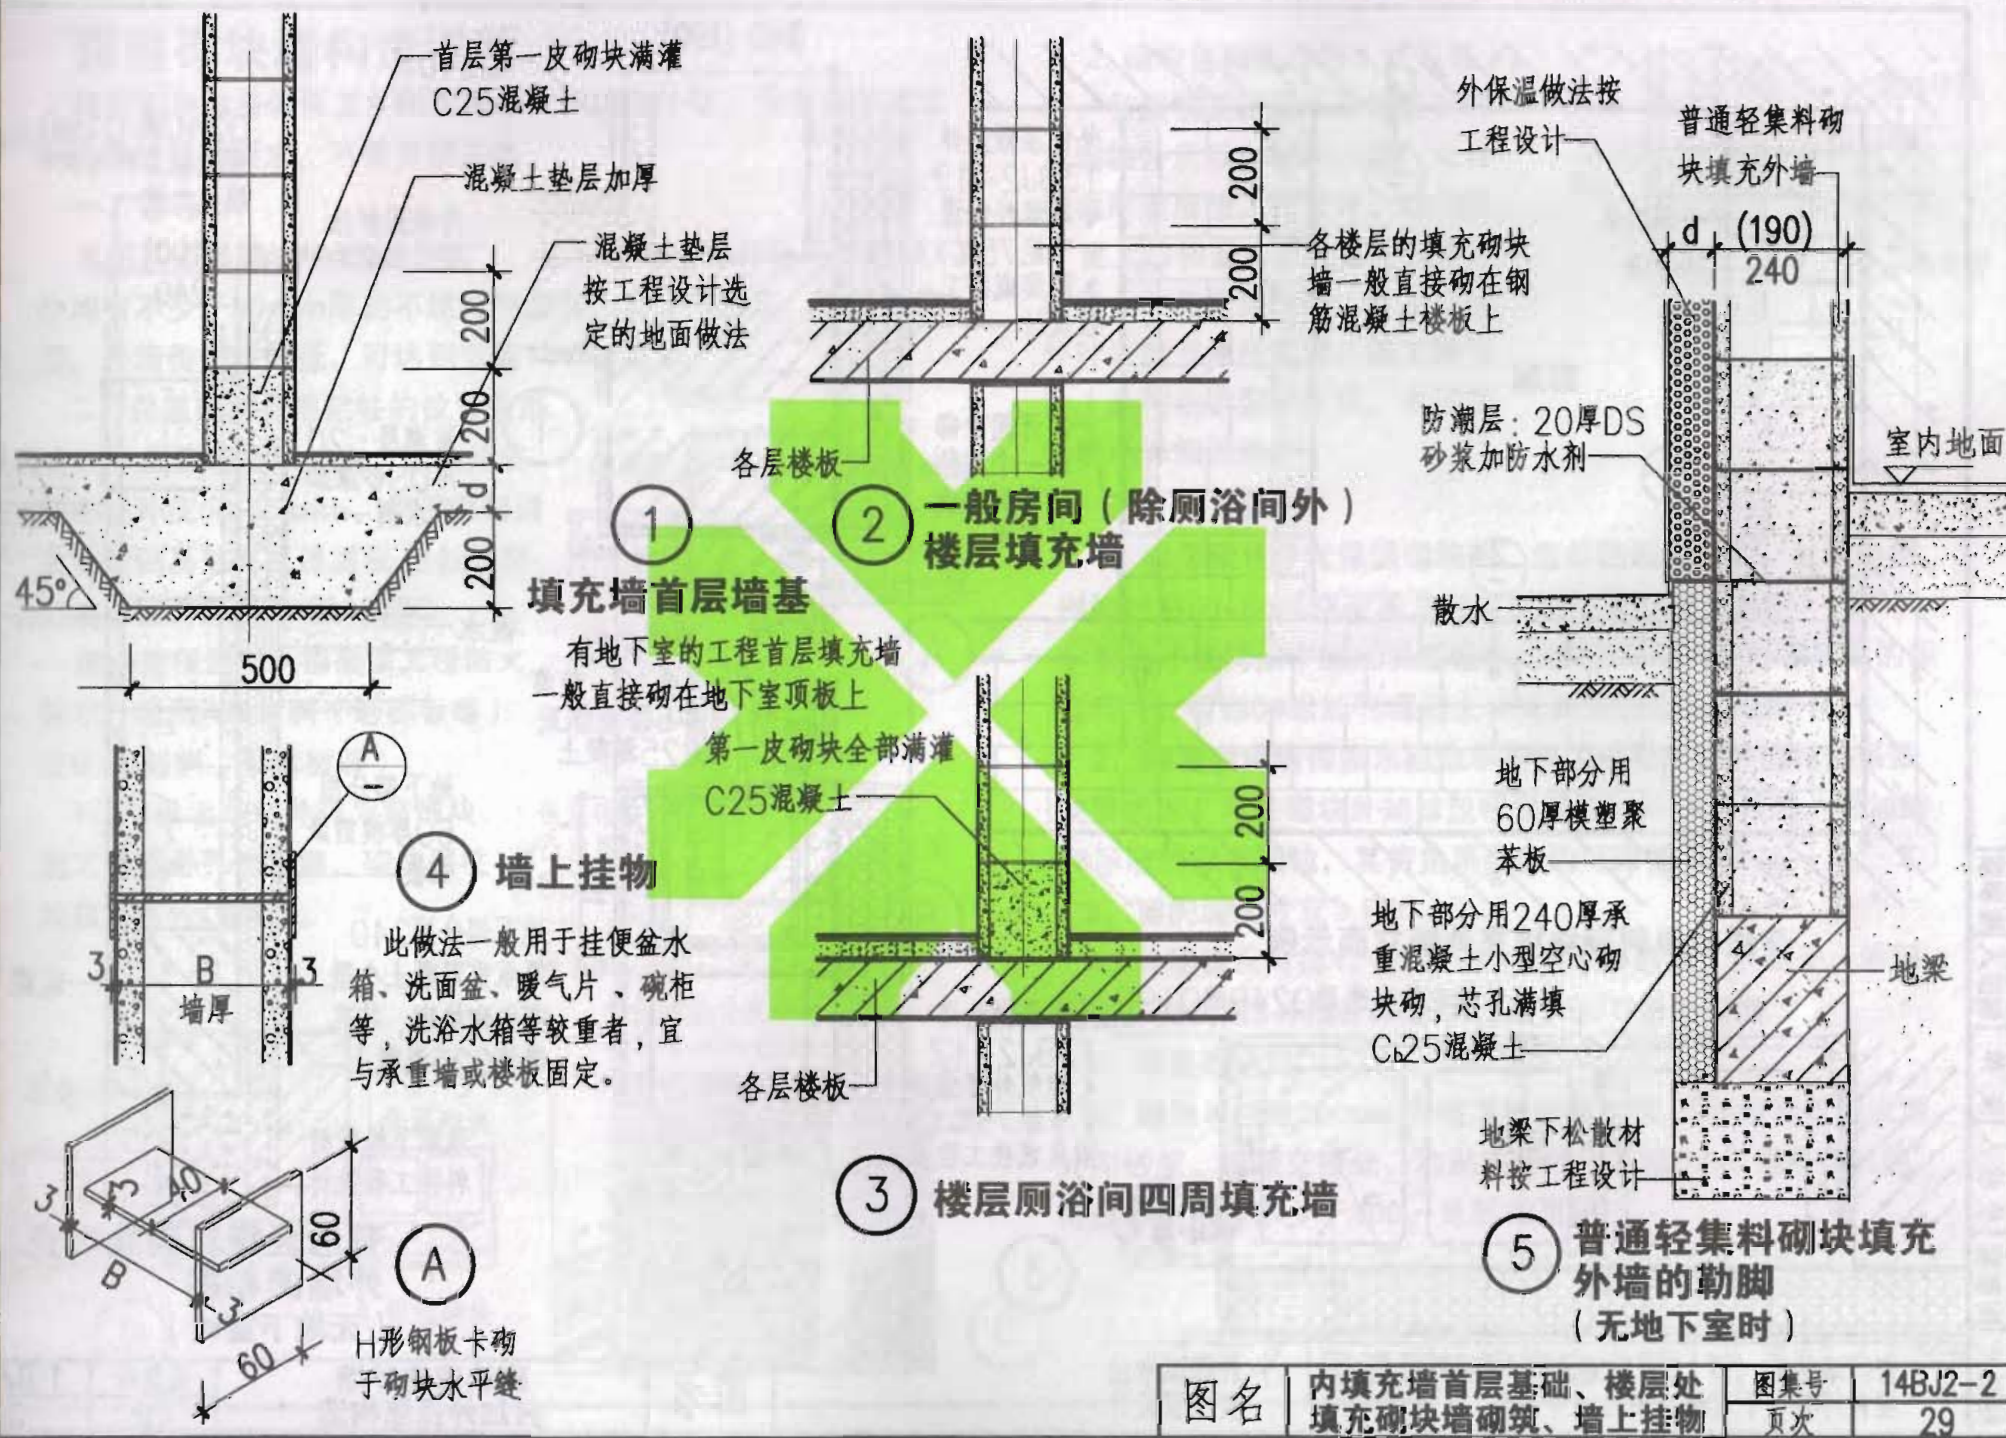 首层第一皮砌块满灌
C25混凝土
混凝土垫层加厚
混凝土垫层
按工程设计选
定的地面做法
200
200
d
200
45°
500
1
填充墙首层墙基
有地下室的工程首层填充墙
一般直接砌在地下室顶板上
200
200
各楼层的填充砌块
墙一般直接砌在钢
筋混凝土楼板上
各层楼板
2
一般房间（除厕浴间外）
楼层填充墙
第一皮砌块全部满灌
C25混凝土
200
200
各层楼板
3
楼层厕浴间四周填充墙
A
3
B
3
墙厚
4
墙上挂物
此做法一般用于挂便盆水
箱、洗面盆、暖气片、碗柜
等，洗浴水箱等较重者，宜
与承重墙或楼板固定。
3
3
40
B
3
60
60
A
H形钢板卡砌
于砌块水平缝
外保温做法按
工程设计
普通轻集料砌
块填充外墙
d
(190)
240
防潮层：20厚DS
砂浆加防水剂
室内地面
散水
地下部分用
60厚模塑聚
苯板
地下部分用240厚承
重混凝土小型空心砌
块砌，芯孔满填
Cb25混凝土
地梁
地梁下松散材
料按工程设计
5
普通轻集料砌块填充
外墙的勒脚
（无地下室时）
图名
内填充墙首层基础、楼层处
填充砌块墙砌筑、墙上挂物
图集号
14BJ2-2
页次
29